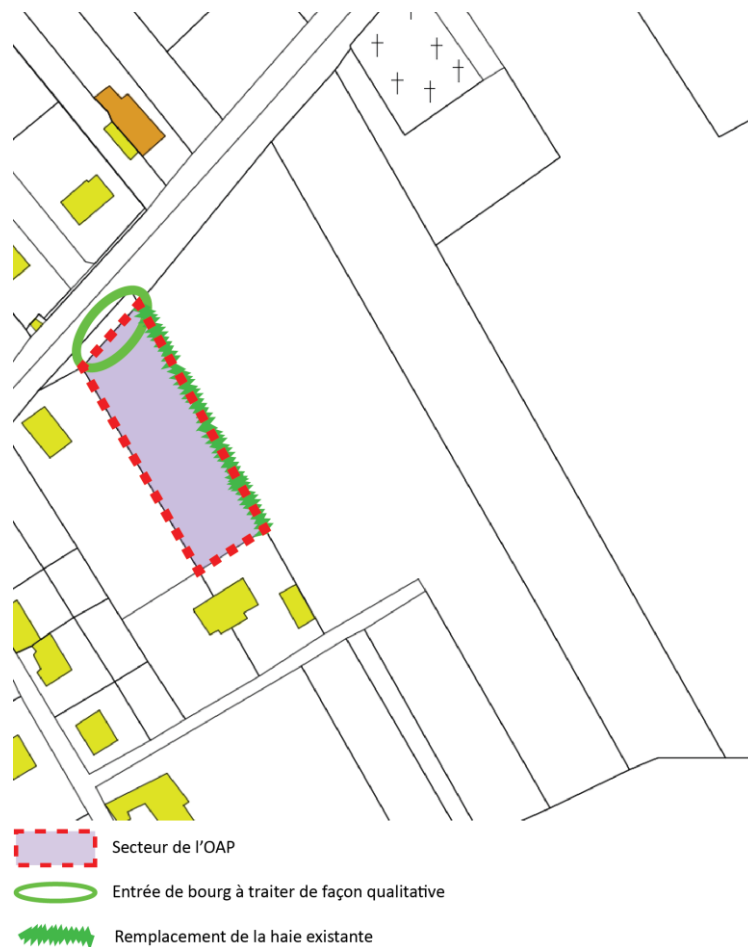 Secteur de l'OAP
Entrée de bourg à traiter de façon qualitative
Remplacement de la haie existante